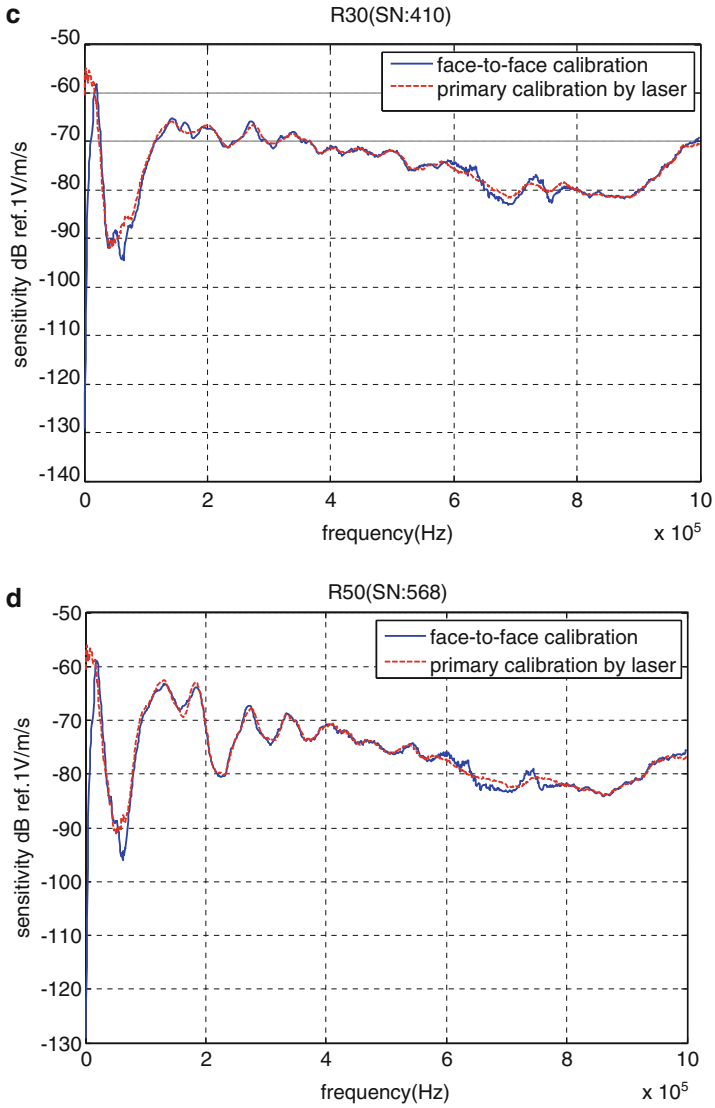 c
R30(SN:410)
-50
-60
-70
-80
-90
-100
-110
-120
-130
-140
sensitivity dB ref.1V/m/s
face-to-face calibration
primary calibration by laser
0 2 4 6 8 10
frequency(Hz)
x 10⁵
d
R50(SN:568)
-50
-60
-70
-80
-90
-100
-110
-120
-130
sensitivity dB ref.1V/m/s
face-to-face calibration
primary calibration by laser
0 2 4 6 8 10
frequency(Hz)
x 10⁵